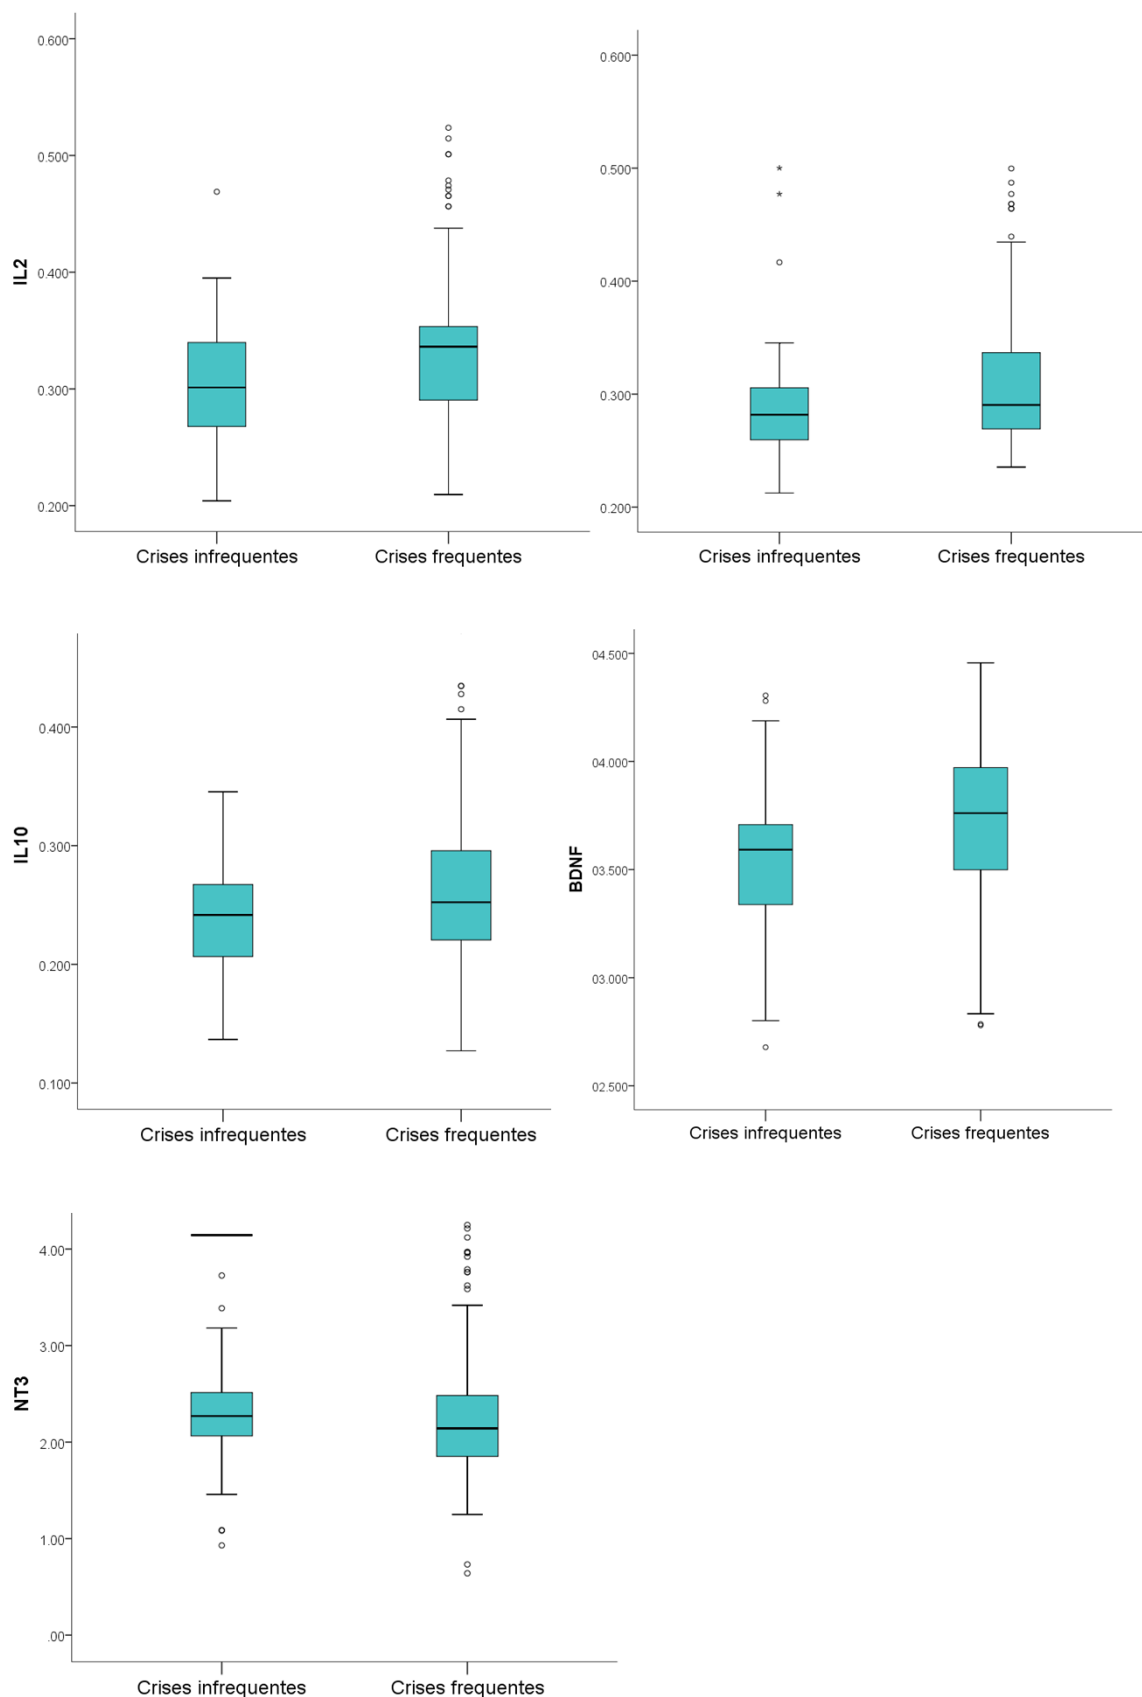 0.600
0.500
0.400
0.300
0.200
IL2
Crises infrequentes
Crises frequentes
0.600
0.500
0.400
0.300
0.200
Crises infrequentes
Crises frequentes
0.400
0.300
0.200
0.100
IL10
Crises infrequentes
Crises frequentes
04.500
04.000
03.500
03.000
02.500
BDNF
Crises infrequentes
Crises frequentes
4.00
3.00
2.00
1.00
.00
NT3
Crises infrequentes
Crises frequentes